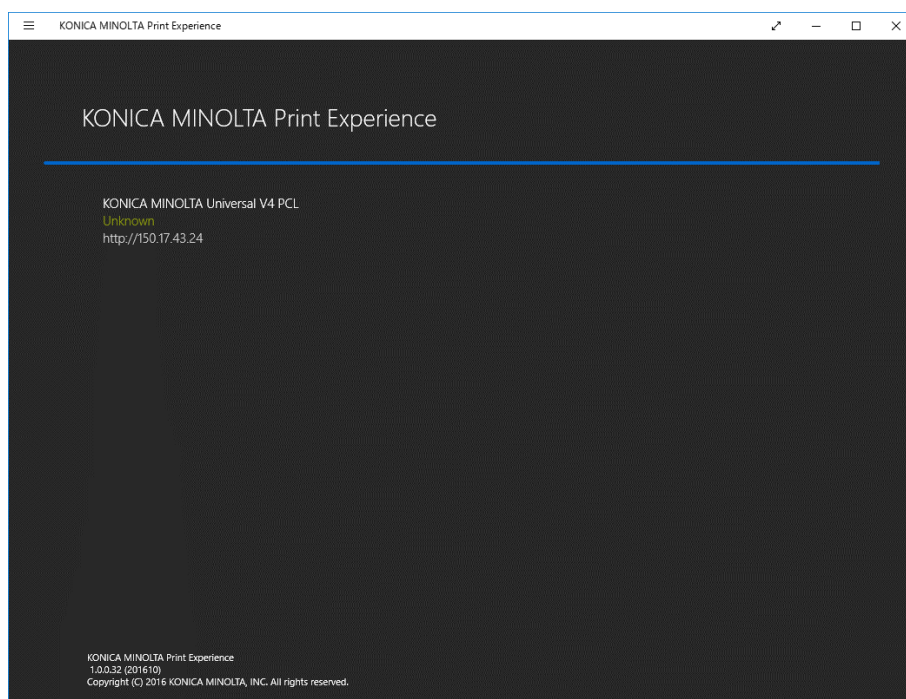 KONICA MINOLTA Print Experience
KONICA MINOLTA Print Experience
KONICA MINOLTA Universal V4 PCL
Unknown
http://150.17.43.24
KONICA MINOLTA Print Experience
1.0.0.32 (201610)
Copyright (C) 2016 KONICA MINOLTA, INC. All rights reserved.